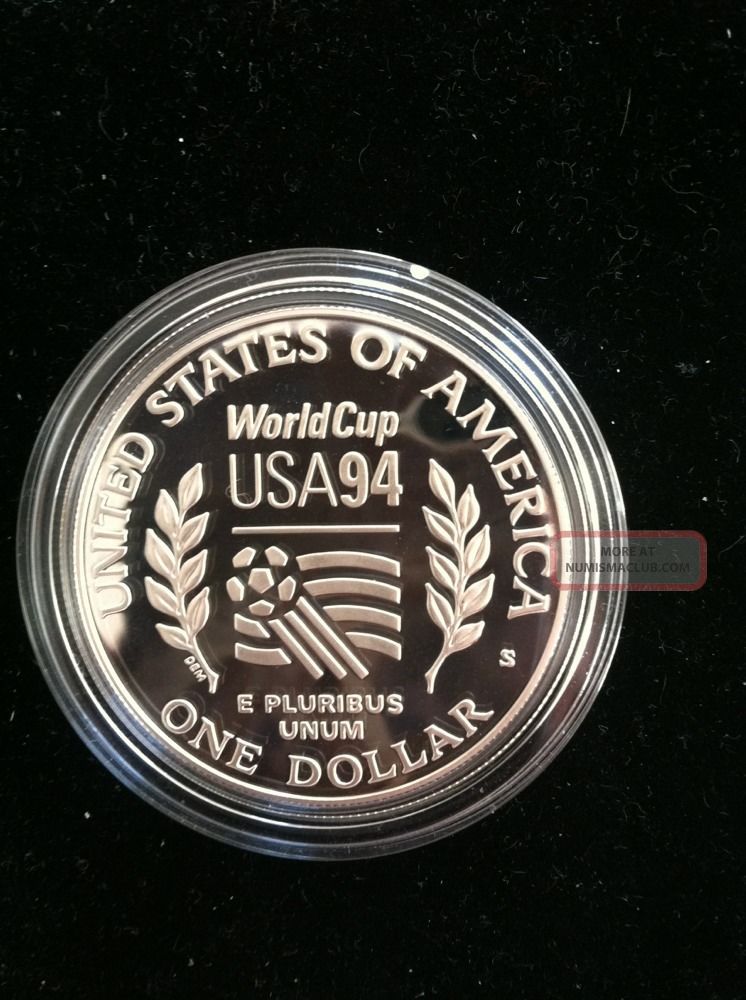 UNITED STATES OF AMERICA
WorldCup
USA94
DEM
S
E PLURIBUS
UNUM
ONE DOLLAR
MORE AT
NUMISMACLUB.COM